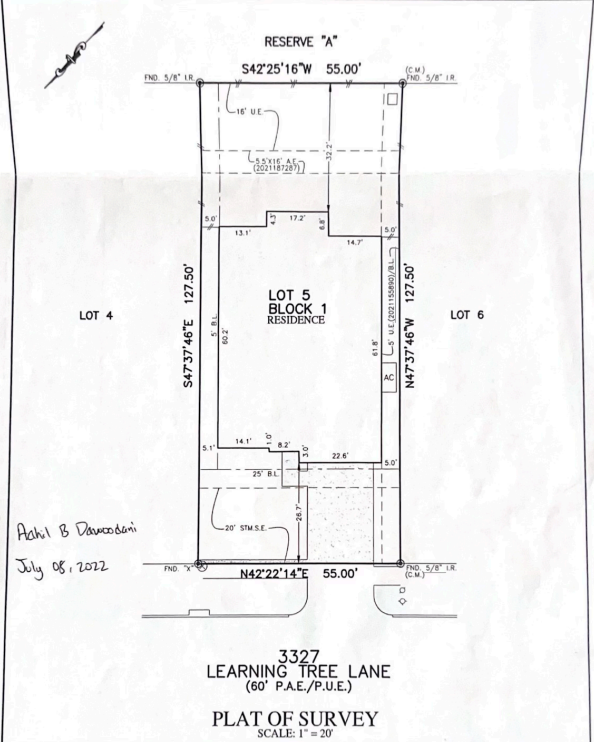 RESERVE "A"
S42°25'16"W 55.00'
(C.M.)
FND. 5/8" I.R.
FND. 5/8" I.R.
16' U.E.
5.5'X16' A.E.
(2021187287)
32.2'
5.0'
13.1'
4.3'
17.2'
6.8'
14.7'
5.0'
S47°37'46"E 127.50'
5' B.L.
60.2'
LOT 4
LOT 5
BLOCK 1
RESIDENCE
61.8'
5' U.E.(2021155890)/B.L.
N47°37'46"W 127.50'
LOT 6
AC
5.1'
14.1'
1.0'
8.2'
3.0'
22.6'
5.0'
25' B.L.
26.7'
20' STM.S.E.
Aahil B Dawoodani
July 08, 2022
FND. "X"
N42°22'14"E 55.00'
FND. 5/8" I.R.
(C.M.)
3327
LEARNING TREE LANE
(60' P.A.E./P.U.E.)
PLAT OF SURVEY
SCALE: 1" = 20'